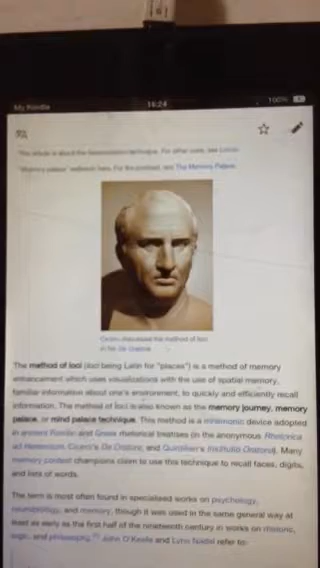 My Kindle 16:24 100%
This article is about the memorization technique. For other uses, see
"Memory palace" redirects here. For the podcast, see The Memory Palace.
Cicero discussed the method of loci
in his De Oratore.
The method of loci (loci being Latin for "places") is a method of memory
enhancement which uses visualizations with the use of spatial memory,
familiar information about one's environment, to quickly and efficiently recall
information. The method of loci is also known as the memory journey, memory
palace, or mind palace technique. This method is a mnemonic device adopted
in ancient Roman and Greek rhetorical treatises (in the anonymous Rhetorica
ad Herennium, Cicero's De Oratore, and Quintilian's Institutio Oratoria). Many
memory contest champions claim to use this technique to recall faces, digits,
and lists of words.
The term is most often found in specialised works on psychology,
neurobiology, and memory, though it was used in the same general way at
least as early as the first half of the nineteenth century in works on rhetoric,
logic, and philosophy. John O'Keefe and Lynn Nadel refer to: